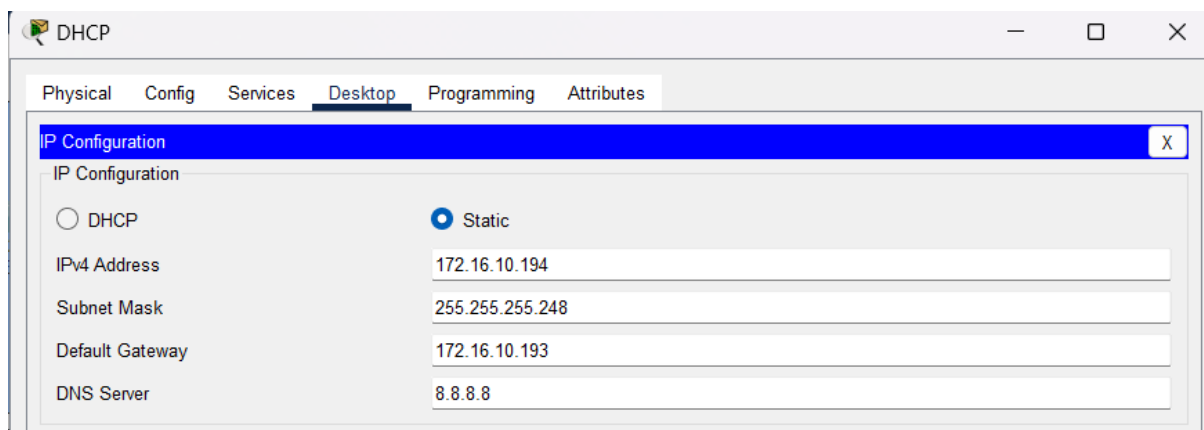 DHCP
Physical Config Services Desktop Programming Attributes
IP Configuration X
IP Configuration
DHCP Static
IPv4 Address 172.16.10.194
Subnet Mask 255.255.255.248
Default Gateway 172.16.10.193
DNS Server 8.8.8.8